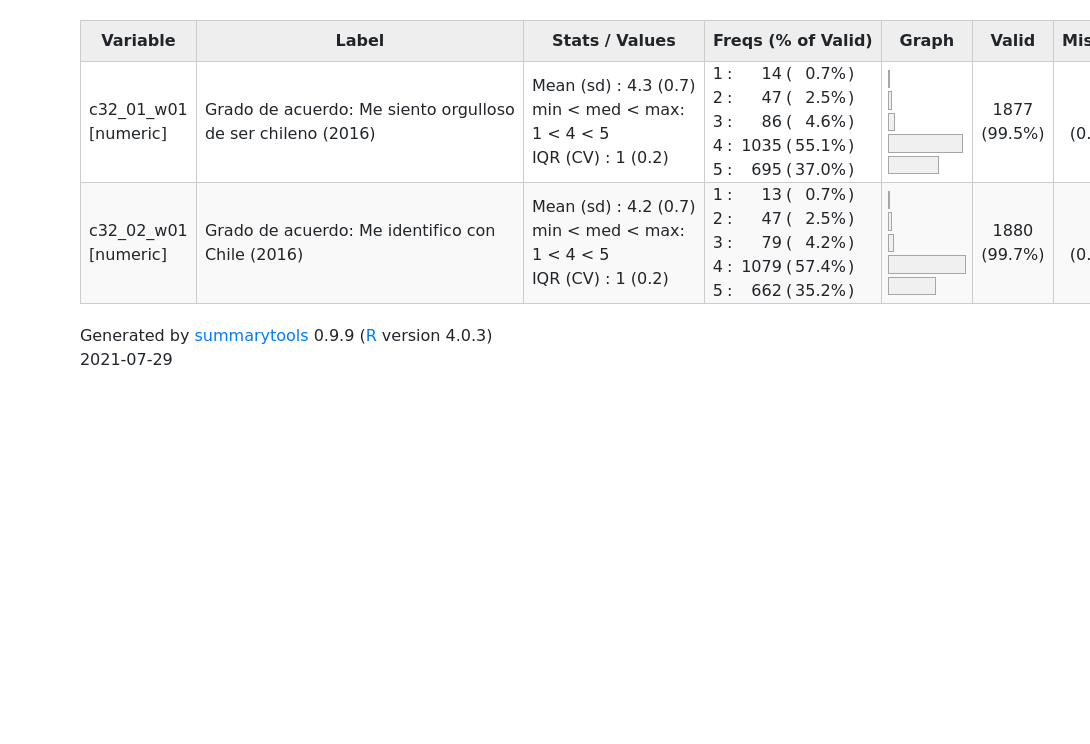 Variable Label Stats / Values Freqs (% of Valid) Graph Valid Mis
c32_01_w01
[numeric]
Grado de acuerdo: Me siento orgulloso
de ser chileno (2016)
Mean (sd) : 4.3 (0.7)
min < med < max:
1 < 4 < 5
IQR (CV) : 1 (0.2)
1 : 14 ( 0.7% )
2 : 47 ( 2.5% )
3 : 86 ( 4.6% )
4 : 1035 ( 55.1% )
5 : 695 ( 37.0% )
1877
(99.5%)
(0.
c32_02_w01
[numeric]
Grado de acuerdo: Me identifico con
Chile (2016)
Mean (sd) : 4.2 (0.7)
min < med < max:
1 < 4 < 5
IQR (CV) : 1 (0.2)
1 : 13 ( 0.7% )
2 : 47 ( 2.5% )
3 : 79 ( 4.2% )
4 : 1079 ( 57.4% )
5 : 662 ( 35.2% )
1880
(99.7%)
(0.
Generated by summarytools 0.9.9 (R version 4.0.3)
2021-07-29